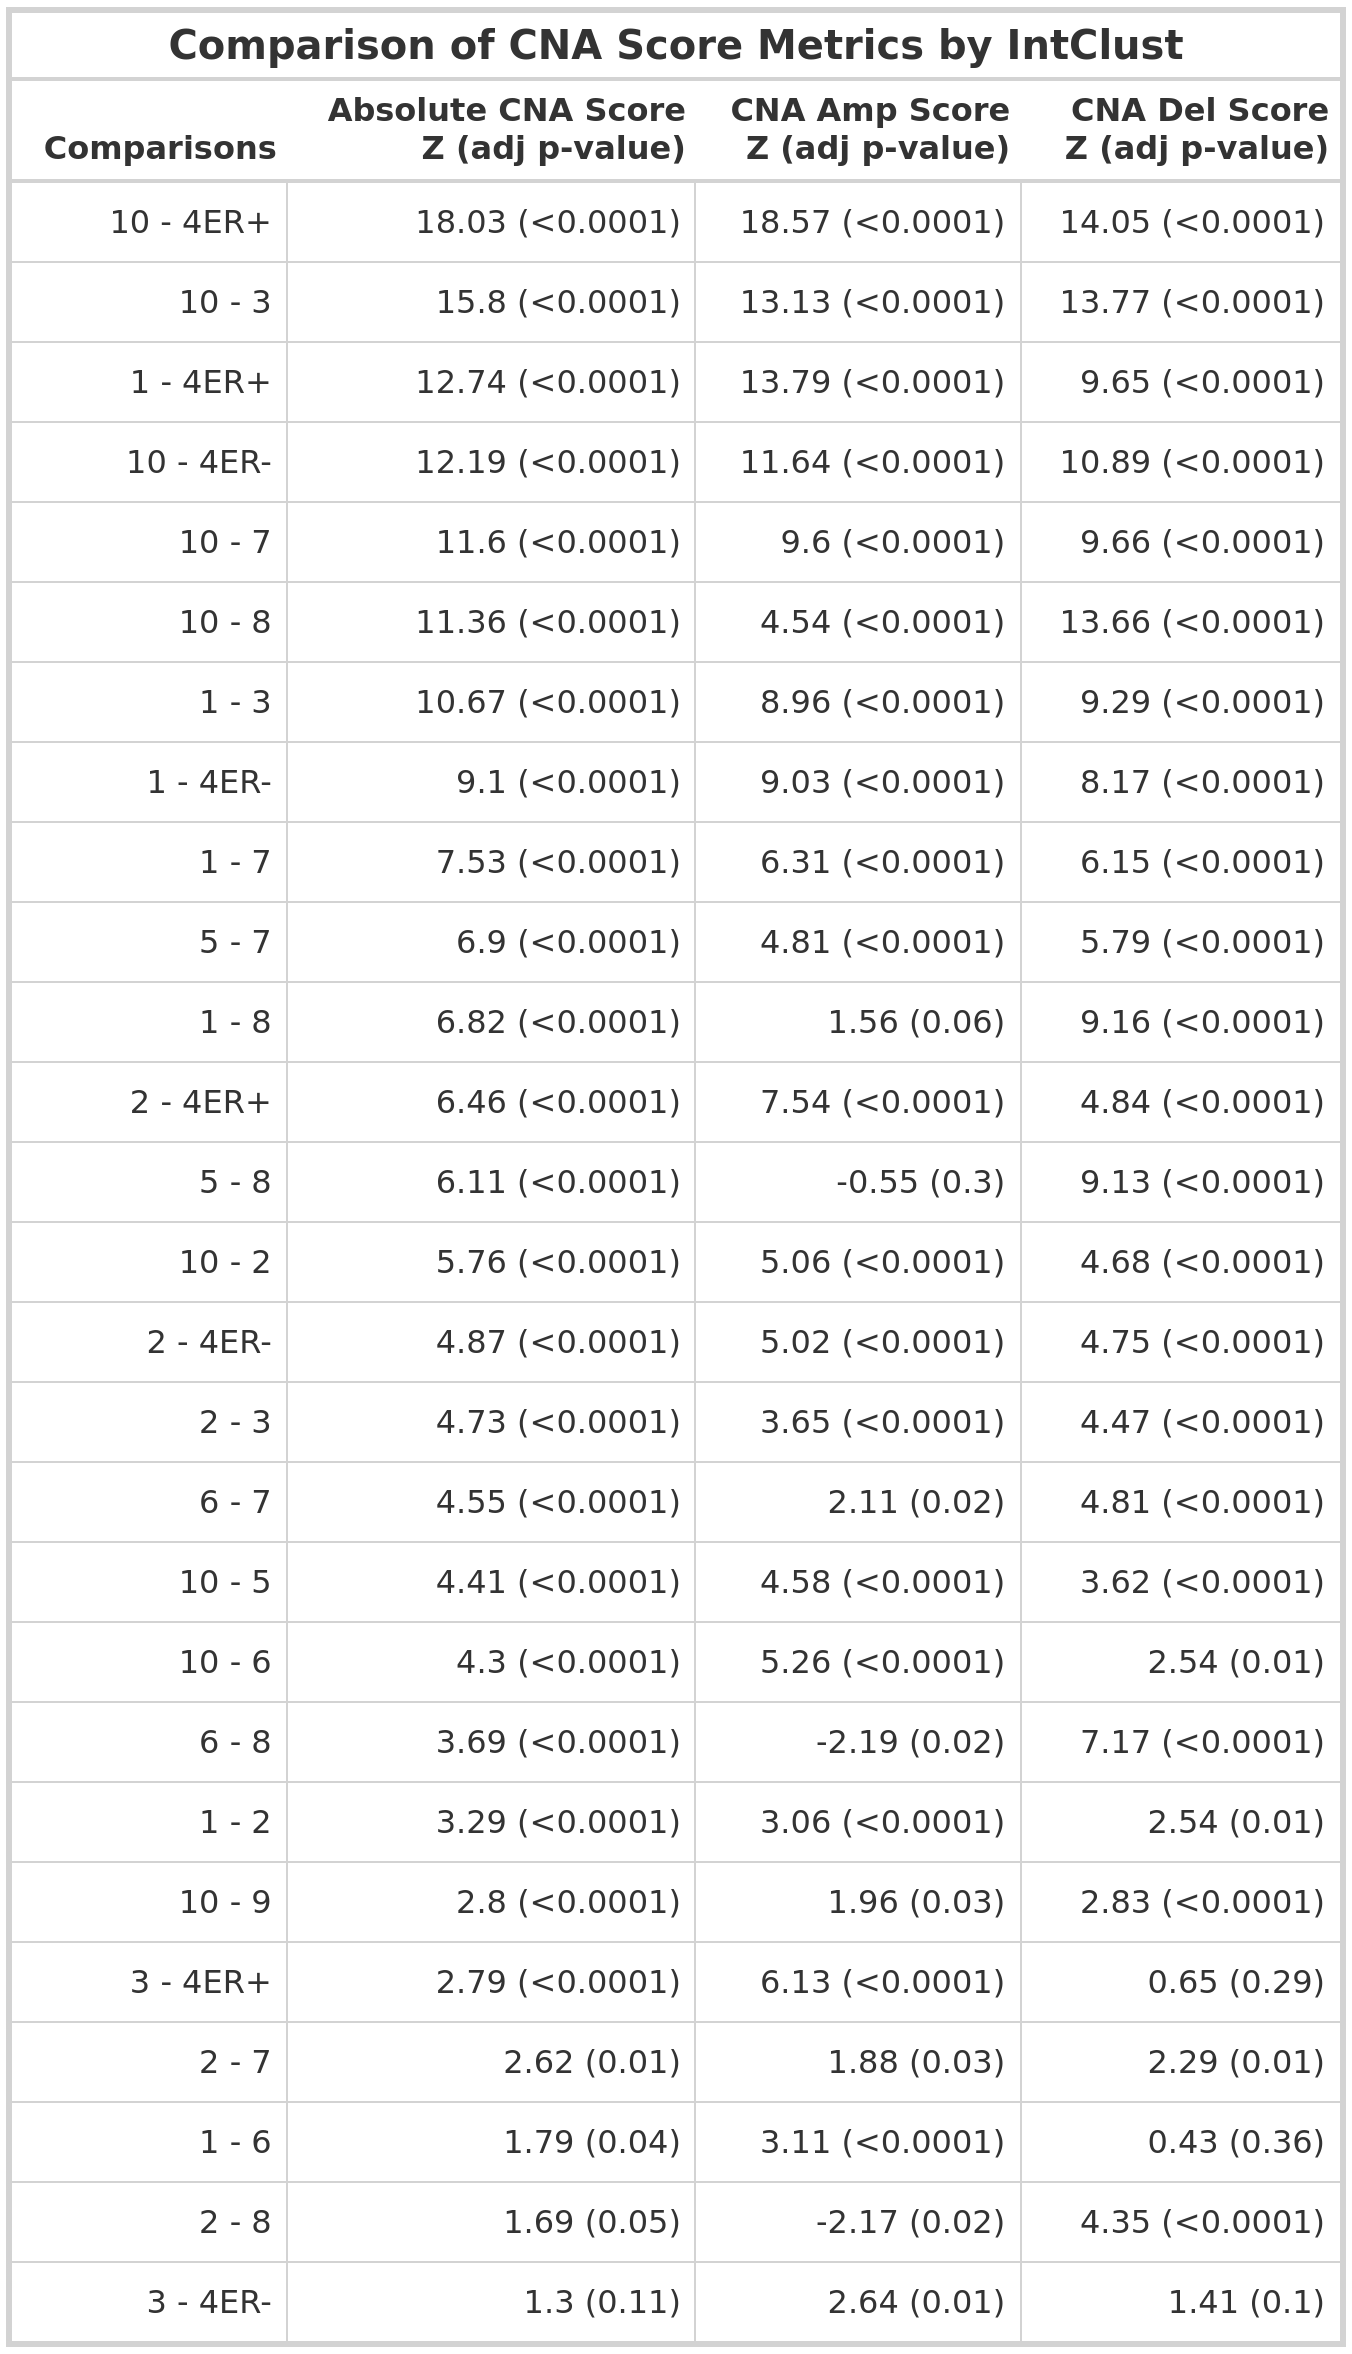 Comparison of CNA Score Metrics by IntClust
Absolute CNA Score CNA Amp Score CNA Del Score
Comparisons Z (adj p-value) Z (adj p-value) Z (adj p-value)
10 - 4ER+ 18.03 (<0.0001) 18.57 (<0.0001) 14.05 (<0.0001)
10 - 3 15.8 (<0.0001) 13.13 (<0.0001) 13.77 (<0.0001)
1 - 4ER+ 12.74 (<0.0001) 13.79 (<0.0001) 9.65 (<0.0001)
10 - 4ER- 12.19 (<0.0001) 11.64 (<0.0001) 10.89 (<0.0001)
10 - 7 11.6 (<0.0001) 9.6 (<0.0001) 9.66 (<0.0001)
10 - 8 11.36 (<0.0001) 4.54 (<0.0001) 13.66 (<0.0001)
1 - 3 10.67 (<0.0001) 8.96 (<0.0001) 9.29 (<0.0001)
1 - 4ER- 9.1 (<0.0001) 9.03 (<0.0001) 8.17 (<0.0001)
1 - 7 7.53 (<0.0001) 6.31 (<0.0001) 6.15 (<0.0001)
5 - 7 6.9 (<0.0001) 4.81 (<0.0001) 5.79 (<0.0001)
1 - 8 6.82 (<0.0001) 1.56 (0.06) 9.16 (<0.0001)
2 - 4ER+ 6.46 (<0.0001) 7.54 (<0.0001) 4.84 (<0.0001)
5 - 8 6.11 (<0.0001) -0.55 (0.3) 9.13 (<0.0001)
10 - 2 5.76 (<0.0001) 5.06 (<0.0001) 4.68 (<0.0001)
2 - 4ER- 4.87 (<0.0001) 5.02 (<0.0001) 4.75 (<0.0001)
2 - 3 4.73 (<0.0001) 3.65 (<0.0001) 4.47 (<0.0001)
6 - 7 4.55 (<0.0001) 2.11 (0.02) 4.81 (<0.0001)
10 - 5 4.41 (<0.0001) 4.58 (<0.0001) 3.62 (<0.0001)
10 - 6 4.3 (<0.0001) 5.26 (<0.0001) 2.54 (0.01)
6 - 8 3.69 (<0.0001) -2.19 (0.02) 7.17 (<0.0001)
1 - 2 3.29 (<0.0001) 3.06 (<0.0001) 2.54 (0.01)
10 - 9 2.8 (<0.0001) 1.96 (0.03) 2.83 (<0.0001)
3 - 4ER+ 2.79 (<0.0001) 6.13 (<0.0001) 0.65 (0.29)
2 - 7 2.62 (0.01) 1.88 (0.03) 2.29 (0.01)
1 - 6 1.79 (0.04) 3.11 (<0.0001) 0.43 (0.36)
2 - 8 1.69 (0.05) -2.17 (0.02) 4.35 (<0.0001)
3 - 4ER- 1.3 (0.11) 2.64 (0.01) 1.41 (0.1)